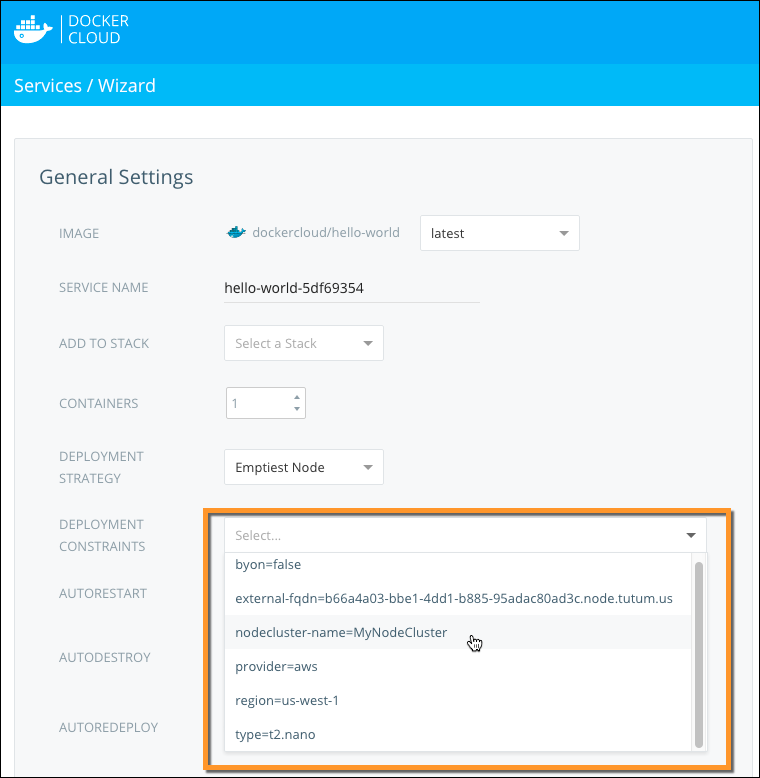 DOCKER
CLOUD
Services / Wizard
General Settings
IMAGE dockercloud/hello-world latest
SERVICE NAME hello-world-5df69354
ADD TO STACK Select a Stack
CONTAINERS 1
DEPLOYMENT
STRATEGY Emptiest Node
DEPLOYMENT
CONSTRAINTS Select...
byon=false
external-fqdn=b66a4a03-bbe1-4dd1-b885-95adac80ad3c.node.tutum.us
AUTORESTART
nodecluster-name=MyNodeCluster
AUTODESTROY
provider=aws
region=us-west-1
AUTOREDEPLOY
type=t2.nano